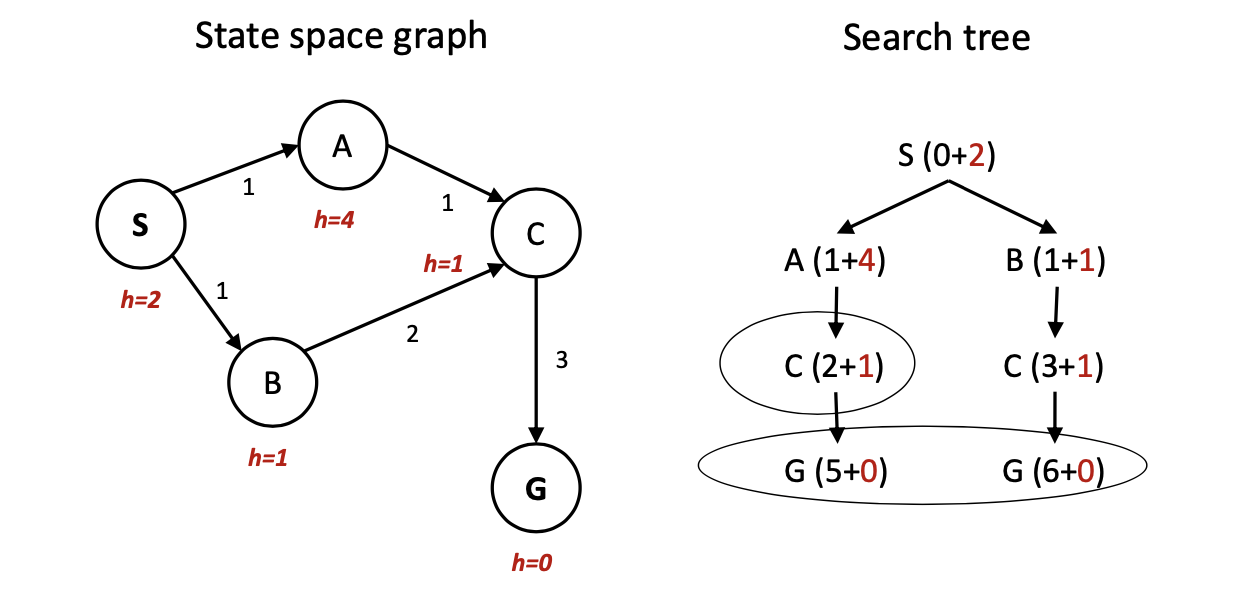 State space graph
Search tree
A
S
C
B
G
1
1
1
2
3
h=4
h=1
h=2
h=1
h=0
S (0+2)
A (1+4)
B (1+1)
C (2+1)
C (3+1)
G (5+0)
G (6+0)